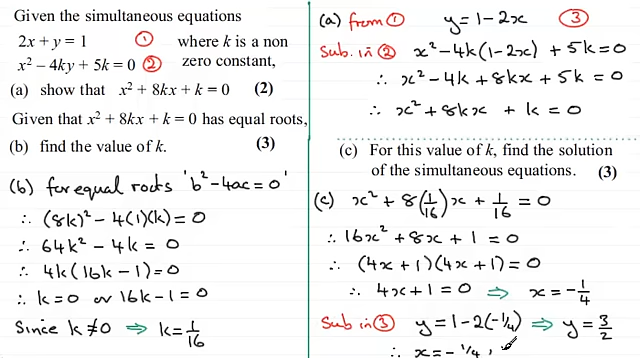 Given the simultaneous equations
2x + y = 1 ①
x² – 4ky + 5k = 0 ②
where k is a non
zero constant,
(a) show that x² + 8kx + k = 0 (2)
Given that x² + 8kx + k = 0 has equal roots,
(b) find the value of k. (3)
(b) for equal roots 'b² - 4ac = 0'
∴ (8k)² - 4(1)(k) = 0
∴ 64k² - 4k = 0
∴ 4k(16k - 1) = 0
∴ k = 0 or 16k - 1 = 0
Since k ≠ 0 ⇒ k = 1/16
(a) from ① y = 1 - 2x ③
Sub. in ② x² - 4k(1 - 2x) + 5k = 0
∴ x² - 4k + 8kx + 5k = 0
∴ x² + 8kx + k = 0
(c) For this value of k, find the solution
of the simultaneous equations. (3)
(c) x² + 8(1/16)x + 1/16 = 0
∴ 16x² + 8x + 1 = 0
∴ (4x + 1)(4x + 1) = 0
∴ 4x + 1 = 0 ⇒ x = -1/4
Sub in ③ y = 1 - 2(-1/4) ⇒ y = 3/2
∴ x = -1/4,